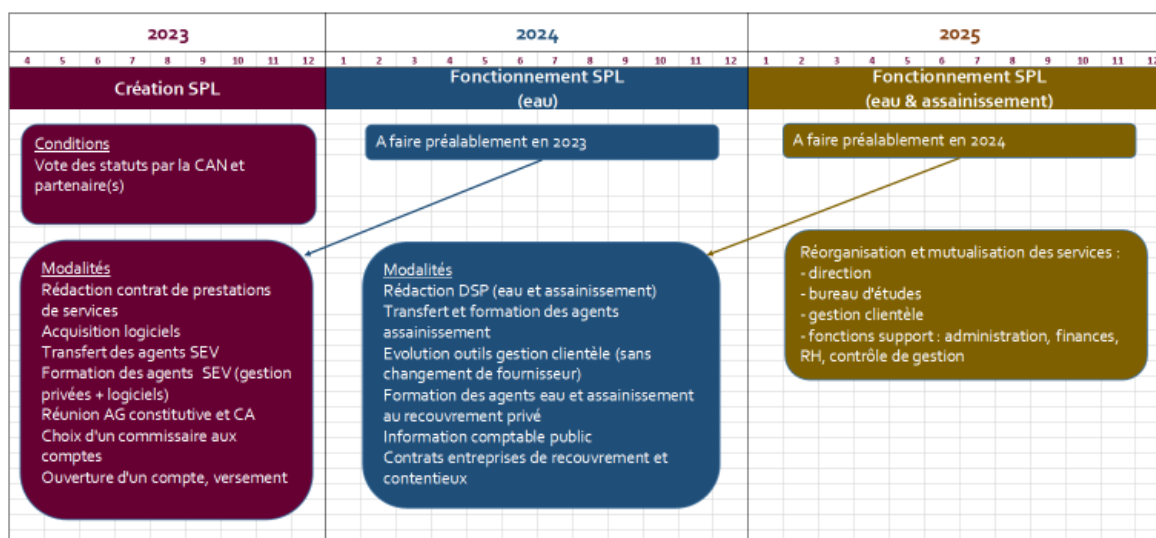 2023
2024
2025
4 5 6 7 8 9 10 11 12
1 2 3 4 5 6 7 8 9 10 11 12
1 2 3 4 5 6 7 8 9 10 11 12
Création SPL
Fonctionnement SPL
(eau)
Fonctionnement SPL
(eau & assainissement)
Conditions
Vote des statuts par la CAN et
partenaire(s)
A faire préalablement en 2023
A faire préalablement en 2024
Modalités
Rédaction contrat de prestations
de services
Acquisition logiciels
Transfert des agents SEV
Formation des agents SEV (gestion
privées + logiciels)
Réunion AG constitutive et CA
Choix d'un commissaire aux
comptes
Ouverture d'un compte, versement
Modalités
Rédaction DSP (eau et assainissement)
Transfert et formation des agents
assainissement
Evolution outils gestion clientèle (sans
changement de fournisseur)
Formation des agents eau et assainissement
au recouvrement privé
Information comptable public
Contrats entreprises de recouvrement et
contentieux
Réorganisation et mutualisation des services :
- direction
- bureau d'études
- gestion clientèle
- fonctions support : administration, finances,
RH, contrôle de gestion